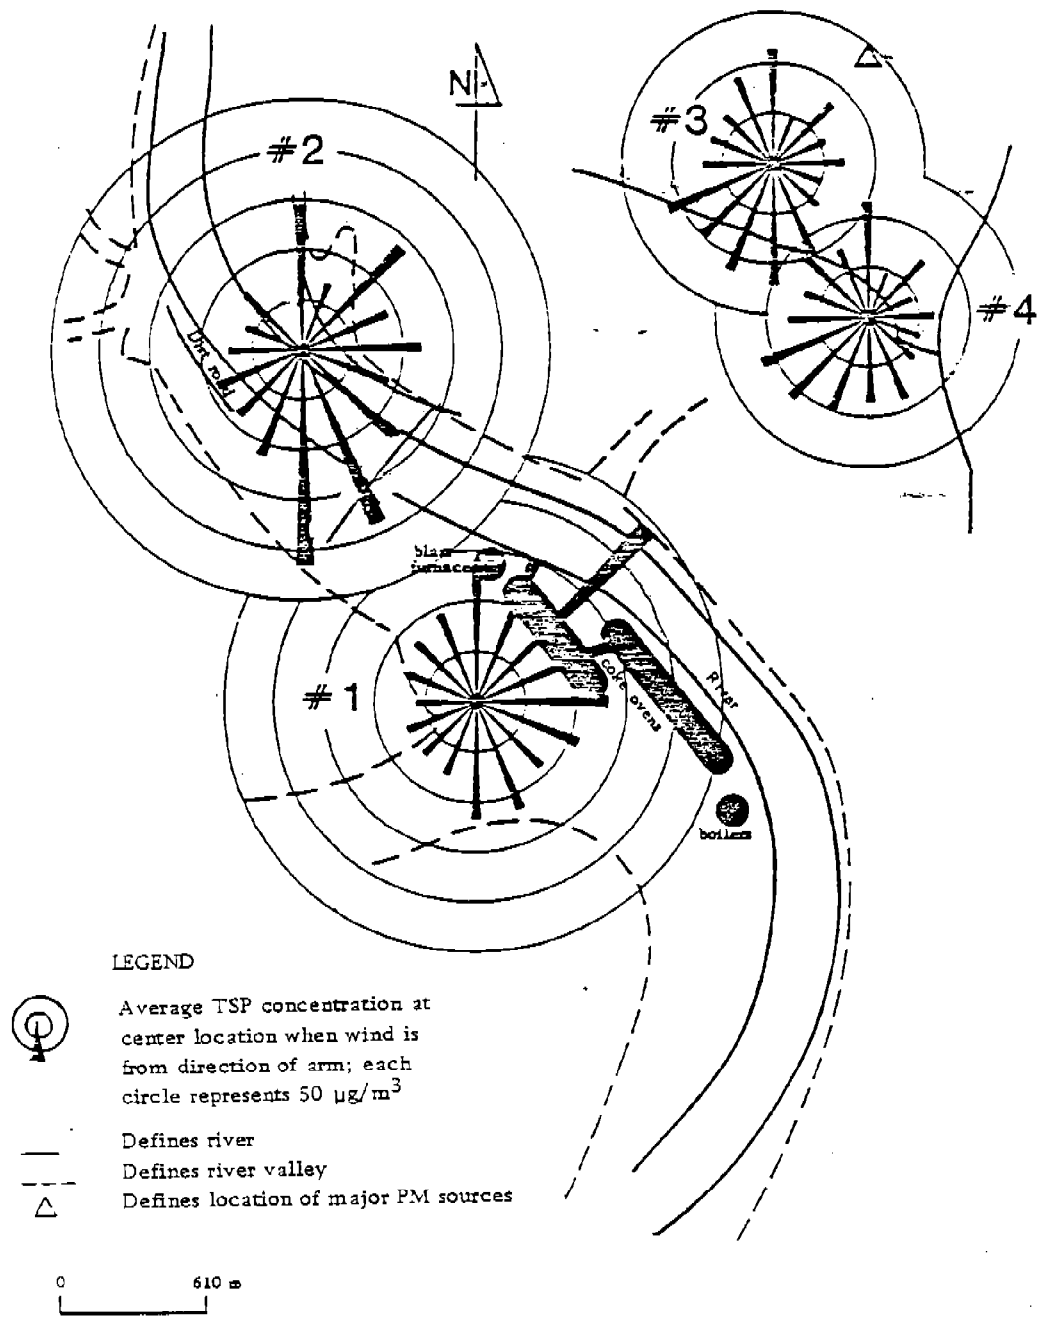 N
#3
#2
#4
Dirt road
blast
furnaces
#1
coke ovens
River
boilers
LEGEND
Average TSP concentration at
center location when wind is
from direction of arm; each
circle represents 50 µg/m³
Defines river
Defines river valley
Defines location of major PM sources
0 610 m